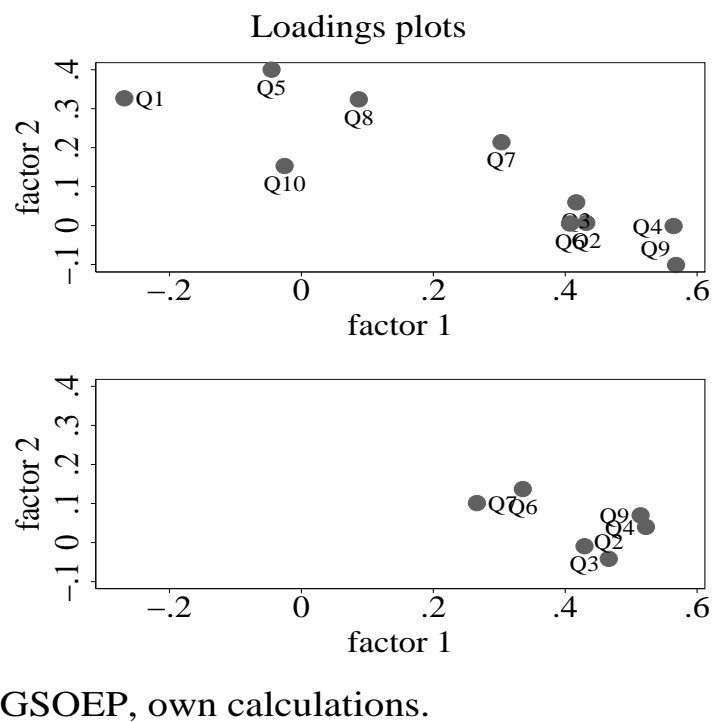 Loadings plots
factor 2
.4
.3
.2
.1
0
−.1
Q1
Q5
Q8
Q10
Q7
Q3
Q6
Q2
Q4
Q9
−.2
0
.2
.4
.6
factor 1
factor 2
.4
.3
.2
.1
0
−.1
Q7
Q6
Q9
Q4
Q2
Q3
−.2
0
.2
.4
.6
factor 1
GSOEP, own calculations.